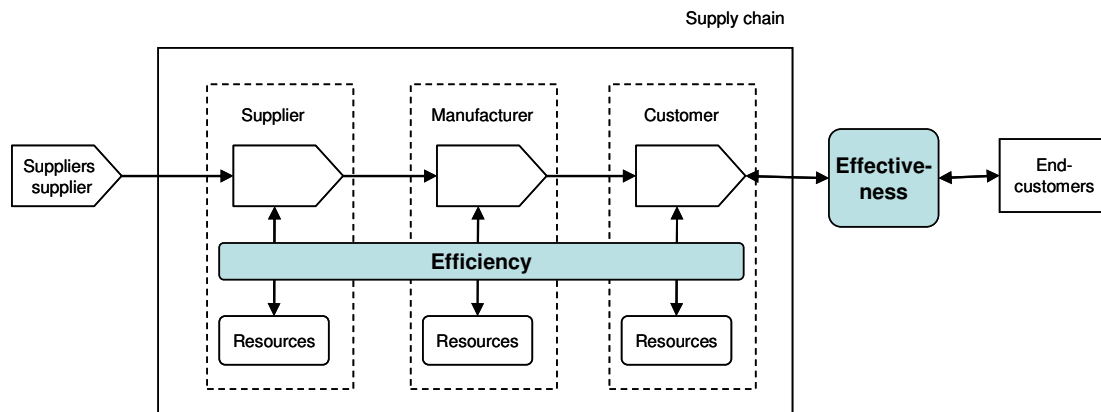 Supply chain
Supplier
Manufacturer
Customer
Suppliers
supplier
Effective-
ness
End-
customers
Efficiency
Resources
Resources
Resources